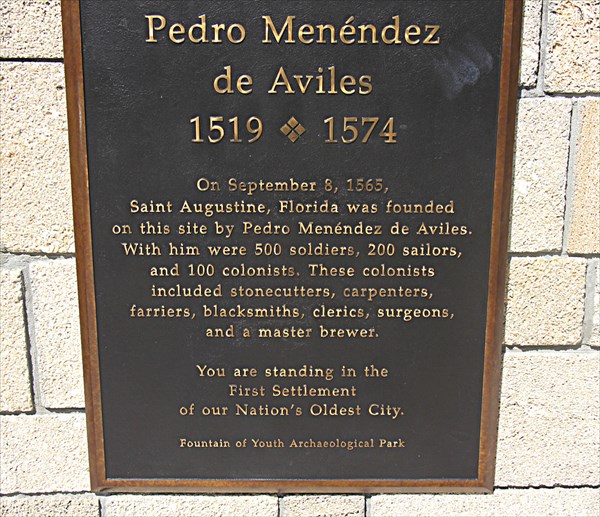 Pedro Menéndez
de Aviles
1519 ❖ 1574
On September 8, 1565,
Saint Augustine, Florida was founded
on this site by Pedro Menéndez de Aviles.
With him were 500 soldiers, 200 sailors,
and 100 colonists. These colonists
included stonecutters, carpenters,
farriers, blacksmiths, clerics, surgeons,
and a master brewer.
You are standing in the
First Settlement
of our Nation's Oldest City.
Fountain of Youth Archaeological Park